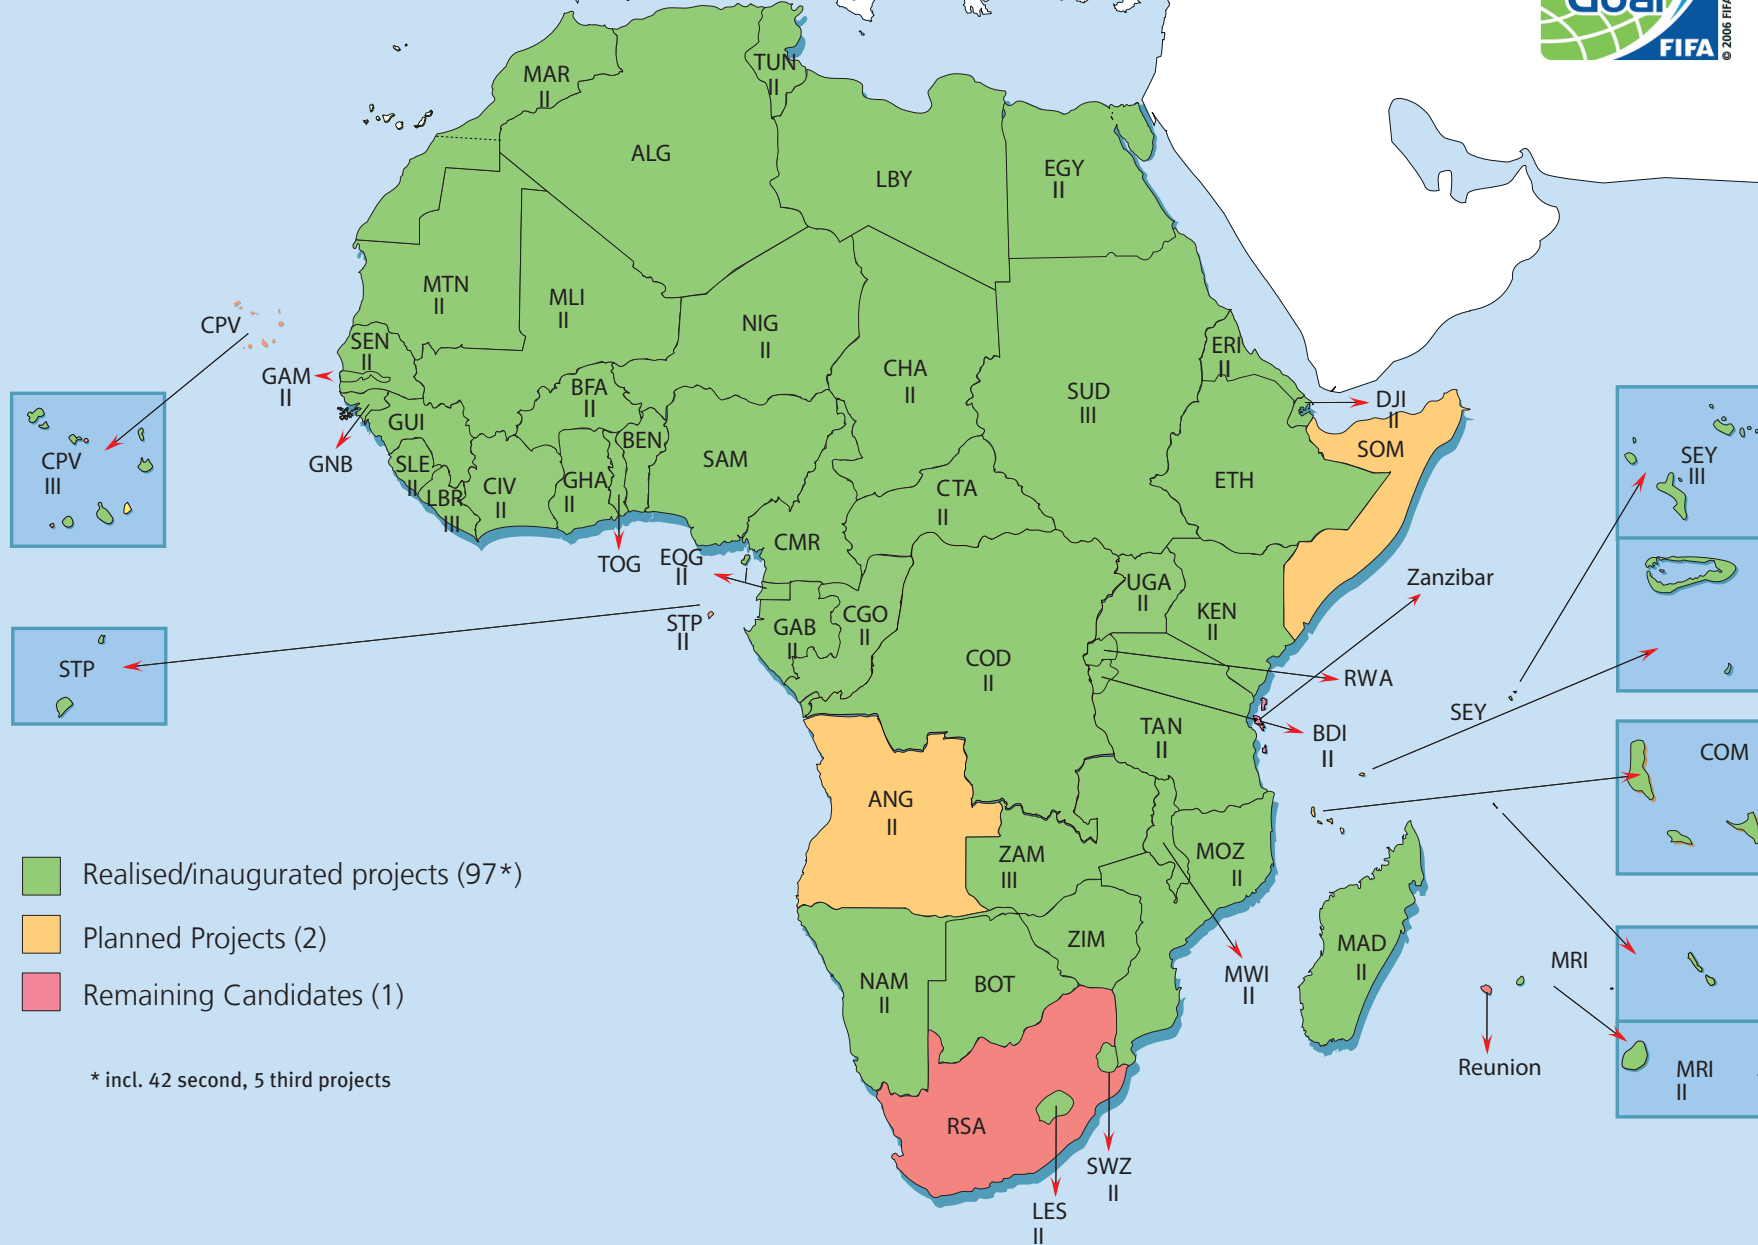 Goal
FIFA
© 2006 FIFA
MAR
II
TUN
II
ALG
LBY
EGY
II
MTN
II
MLI
II
NIG
II
CHA
II
SUD
III
ERI
II
DJI
II
SOM
CPV
SEN
II
GAM
II
BFA
II
GUI
BEN
SAM
ETH
SEY
III
CPV
III
GNB
SLE
II
LBR
III
CIV
II
GHA
II
CTA
II
TOG
EQG
II
CMR
UGA
II
KEN
II
Zanzibar
STP
II
GAB
II
CGO
II
COD
II
STP
RWA
SEY
TAN
II
BDI
II
COM
ANG
II
ZAM
III
MOZ
II
Realised/inaugurated projects (97*)
Planned Projects (2)
Remaining Candidates (1)
* incl. 42 second, 5 third projects
ZIM
MAD
II
MWI
II
NAM
II
BOT
MRI
Reunion
MRI
II
RSA
SWZ
II
LES
II